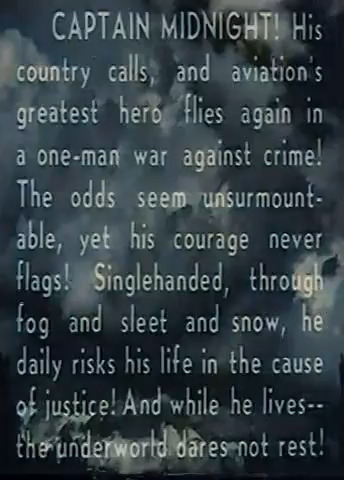 CAPTAIN MIDNIGHT! His
country calls, and aviation's
greatest hero flies again in
a one-man war against crime!
The odds seem unsurmount-
able, yet his courage never
flags! Singlehanded, through
fog and sleet and snow, he
daily risks his life in the cause
of justice! And while he lives--
the underworld dares not rest!